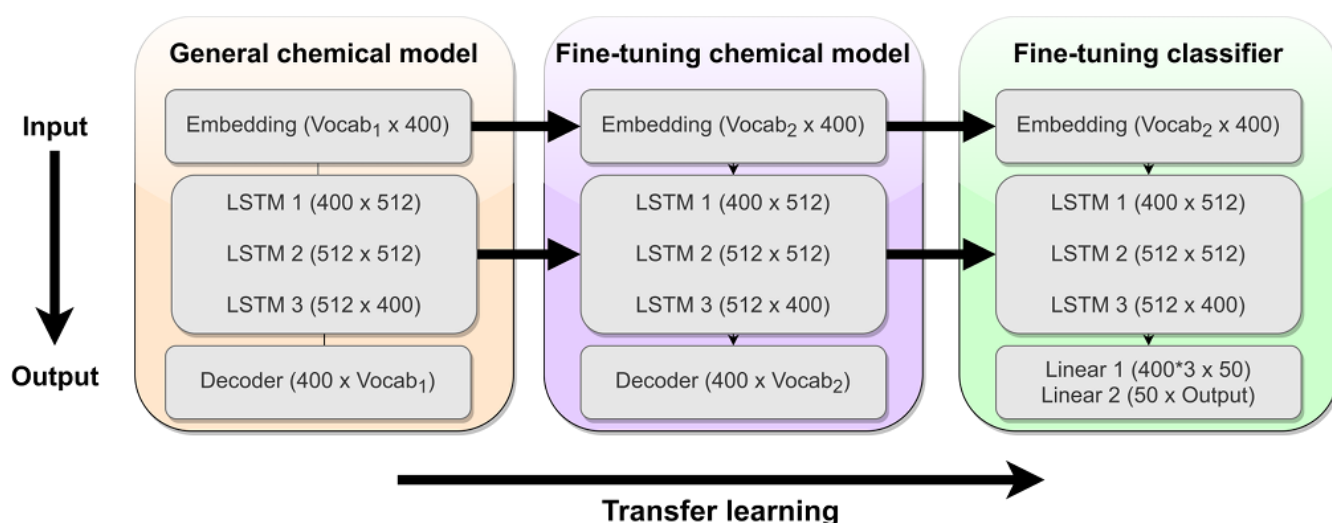 General chemical model
Fine-tuning chemical model
Fine-tuning classifier
Input
Output
Embedding (Vocab₁ x 400)
LSTM 1 (400 x 512)
LSTM 2 (512 x 512)
LSTM 3 (512 x 400)
Decoder (400 x Vocab₁)
Embedding (Vocab₂ x 400)
LSTM 1 (400 x 512)
LSTM 2 (512 x 512)
LSTM 3 (512 x 400)
Decoder (400 x Vocab₂)
Embedding (Vocab₂ x 400)
LSTM 1 (400 x 512)
LSTM 2 (512 x 512)
LSTM 3 (512 x 400)
Linear 1 (400*3 x 50)
Linear 2 (50 x Output)
Transfer learning